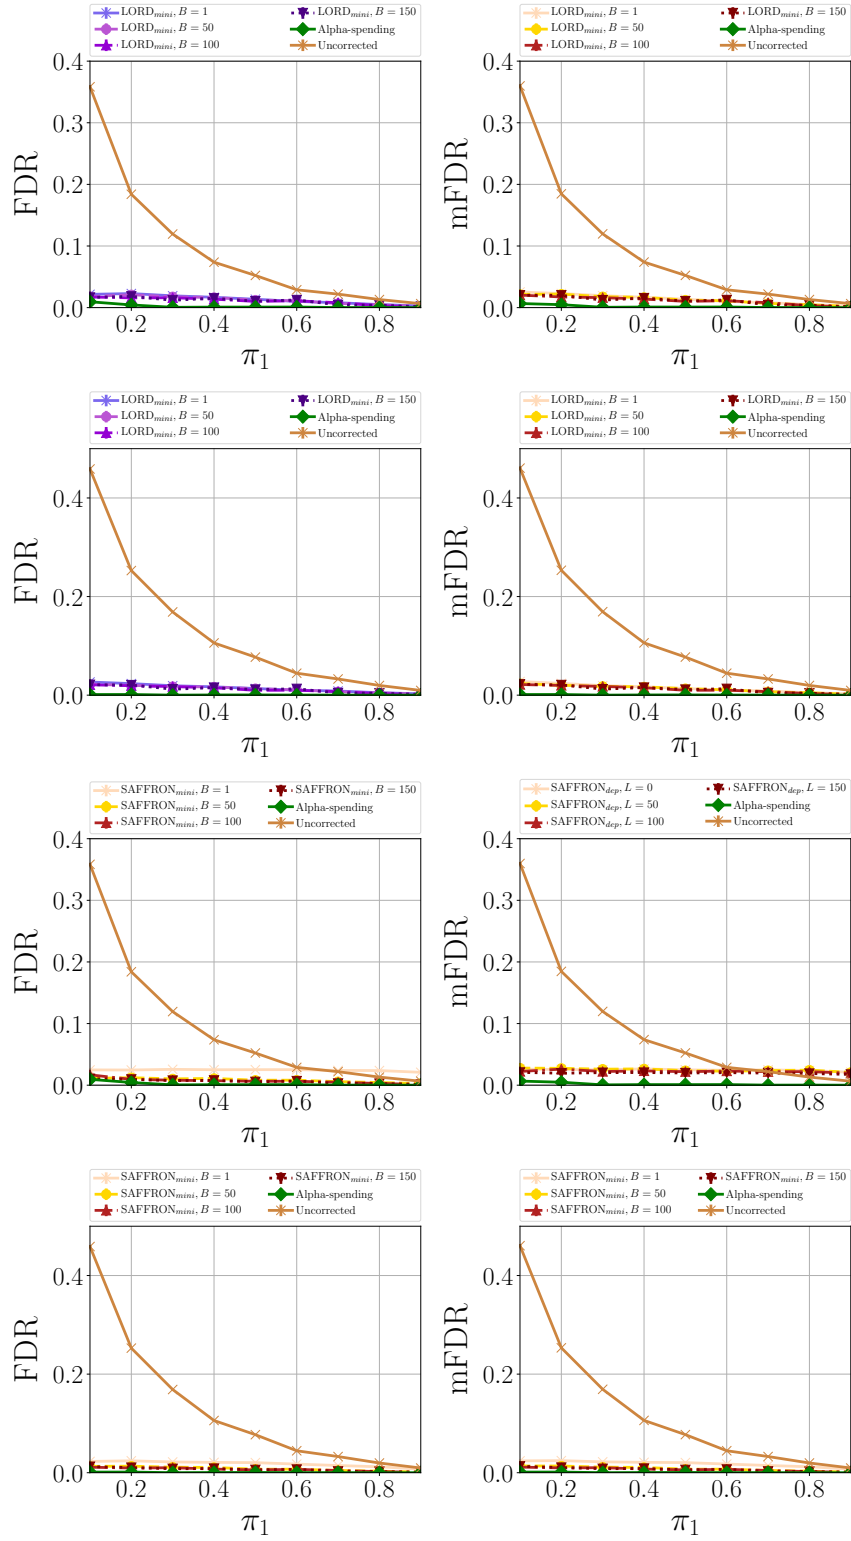 LORD_mini, B = 1
LORD_mini, B = 50
LORD_mini, B = 100
LORD_mini, B = 150
Alpha-spending
Uncorrected
FDR
0.4
0.3
0.2
0.1
0.0
0.2 0.4 0.6 0.8
π₁
LORD_mini, B = 1
LORD_mini, B = 50
LORD_mini, B = 100
LORD_mini, B = 150
Alpha-spending
Uncorrected
mFDR
0.4
0.3
0.2
0.1
0.0
0.2 0.4 0.6 0.8
π₁
LORD_mini, B = 1
LORD_mini, B = 50
LORD_mini, B = 100
LORD_mini, B = 150
Alpha-spending
Uncorrected
FDR
0.4
0.2
0.0
0.2 0.4 0.6 0.8
π₁
LORD_mini, B = 1
LORD_mini, B = 50
LORD_mini, B = 100
LORD_mini, B = 150
Alpha-spending
Uncorrected
mFDR
0.4
0.2
0.0
0.2 0.4 0.6 0.8
π₁
SAFFRON_mini, B = 1
SAFFRON_mini, B = 50
SAFFRON_mini, B = 100
SAFFRON_mini, B = 150
Alpha-spending
Uncorrected
FDR
0.4
0.3
0.2
0.1
0.0
0.2 0.4 0.6 0.8
π₁
SAFFRON_dep, L = 0
SAFFRON_dep, L = 50
SAFFRON_dep, L = 100
SAFFRON_dep, L = 150
Alpha-spending
Uncorrected
mFDR
0.4
0.3
0.2
0.1
0.0
0.2 0.4 0.6 0.8
π₁
SAFFRON_mini, B = 1
SAFFRON_mini, B = 50
SAFFRON_mini, B = 100
SAFFRON_mini, B = 150
Alpha-spending
Uncorrected
FDR
0.4
0.2
0.0
0.2 0.4 0.6 0.8
π₁
SAFFRON_mini, B = 1
SAFFRON_mini, B = 50
SAFFRON_mini, B = 100
SAFFRON_mini, B = 150
Alpha-spending
Uncorrected
mFDR
0.4
0.2
0.0
0.2 0.4 0.6 0.8
π₁